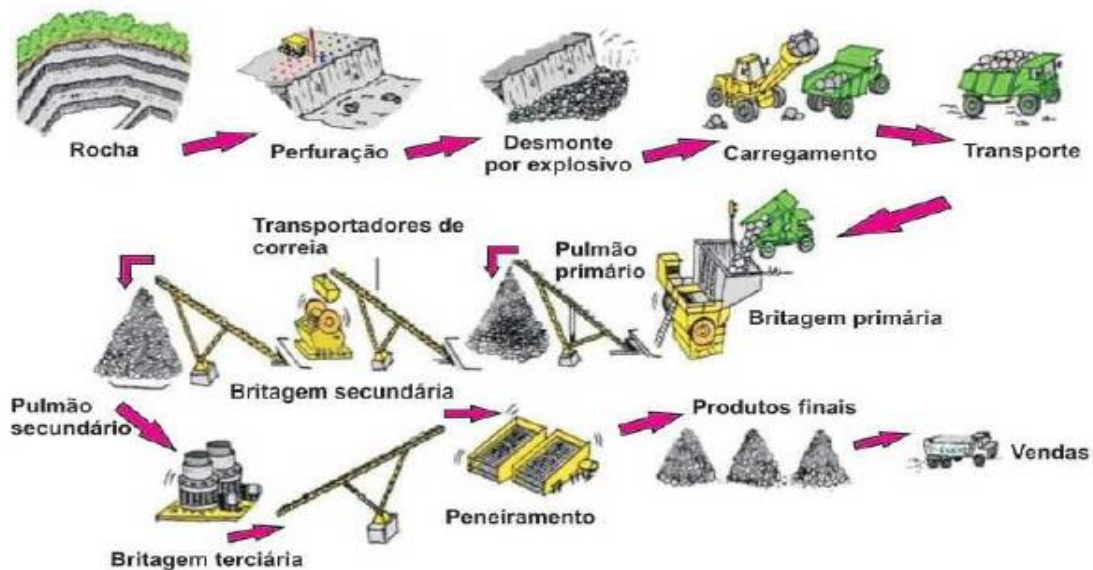 Rocha
Perfuração
Desmonte
por explosivo
Carregamento
Transporte
Transportadores de
correia
Pulmão
primário
Britagem primária
Britagem secundária
Pulmão
secundário
Produtos finais
Vendas
Peneiramento
Britagem terciária